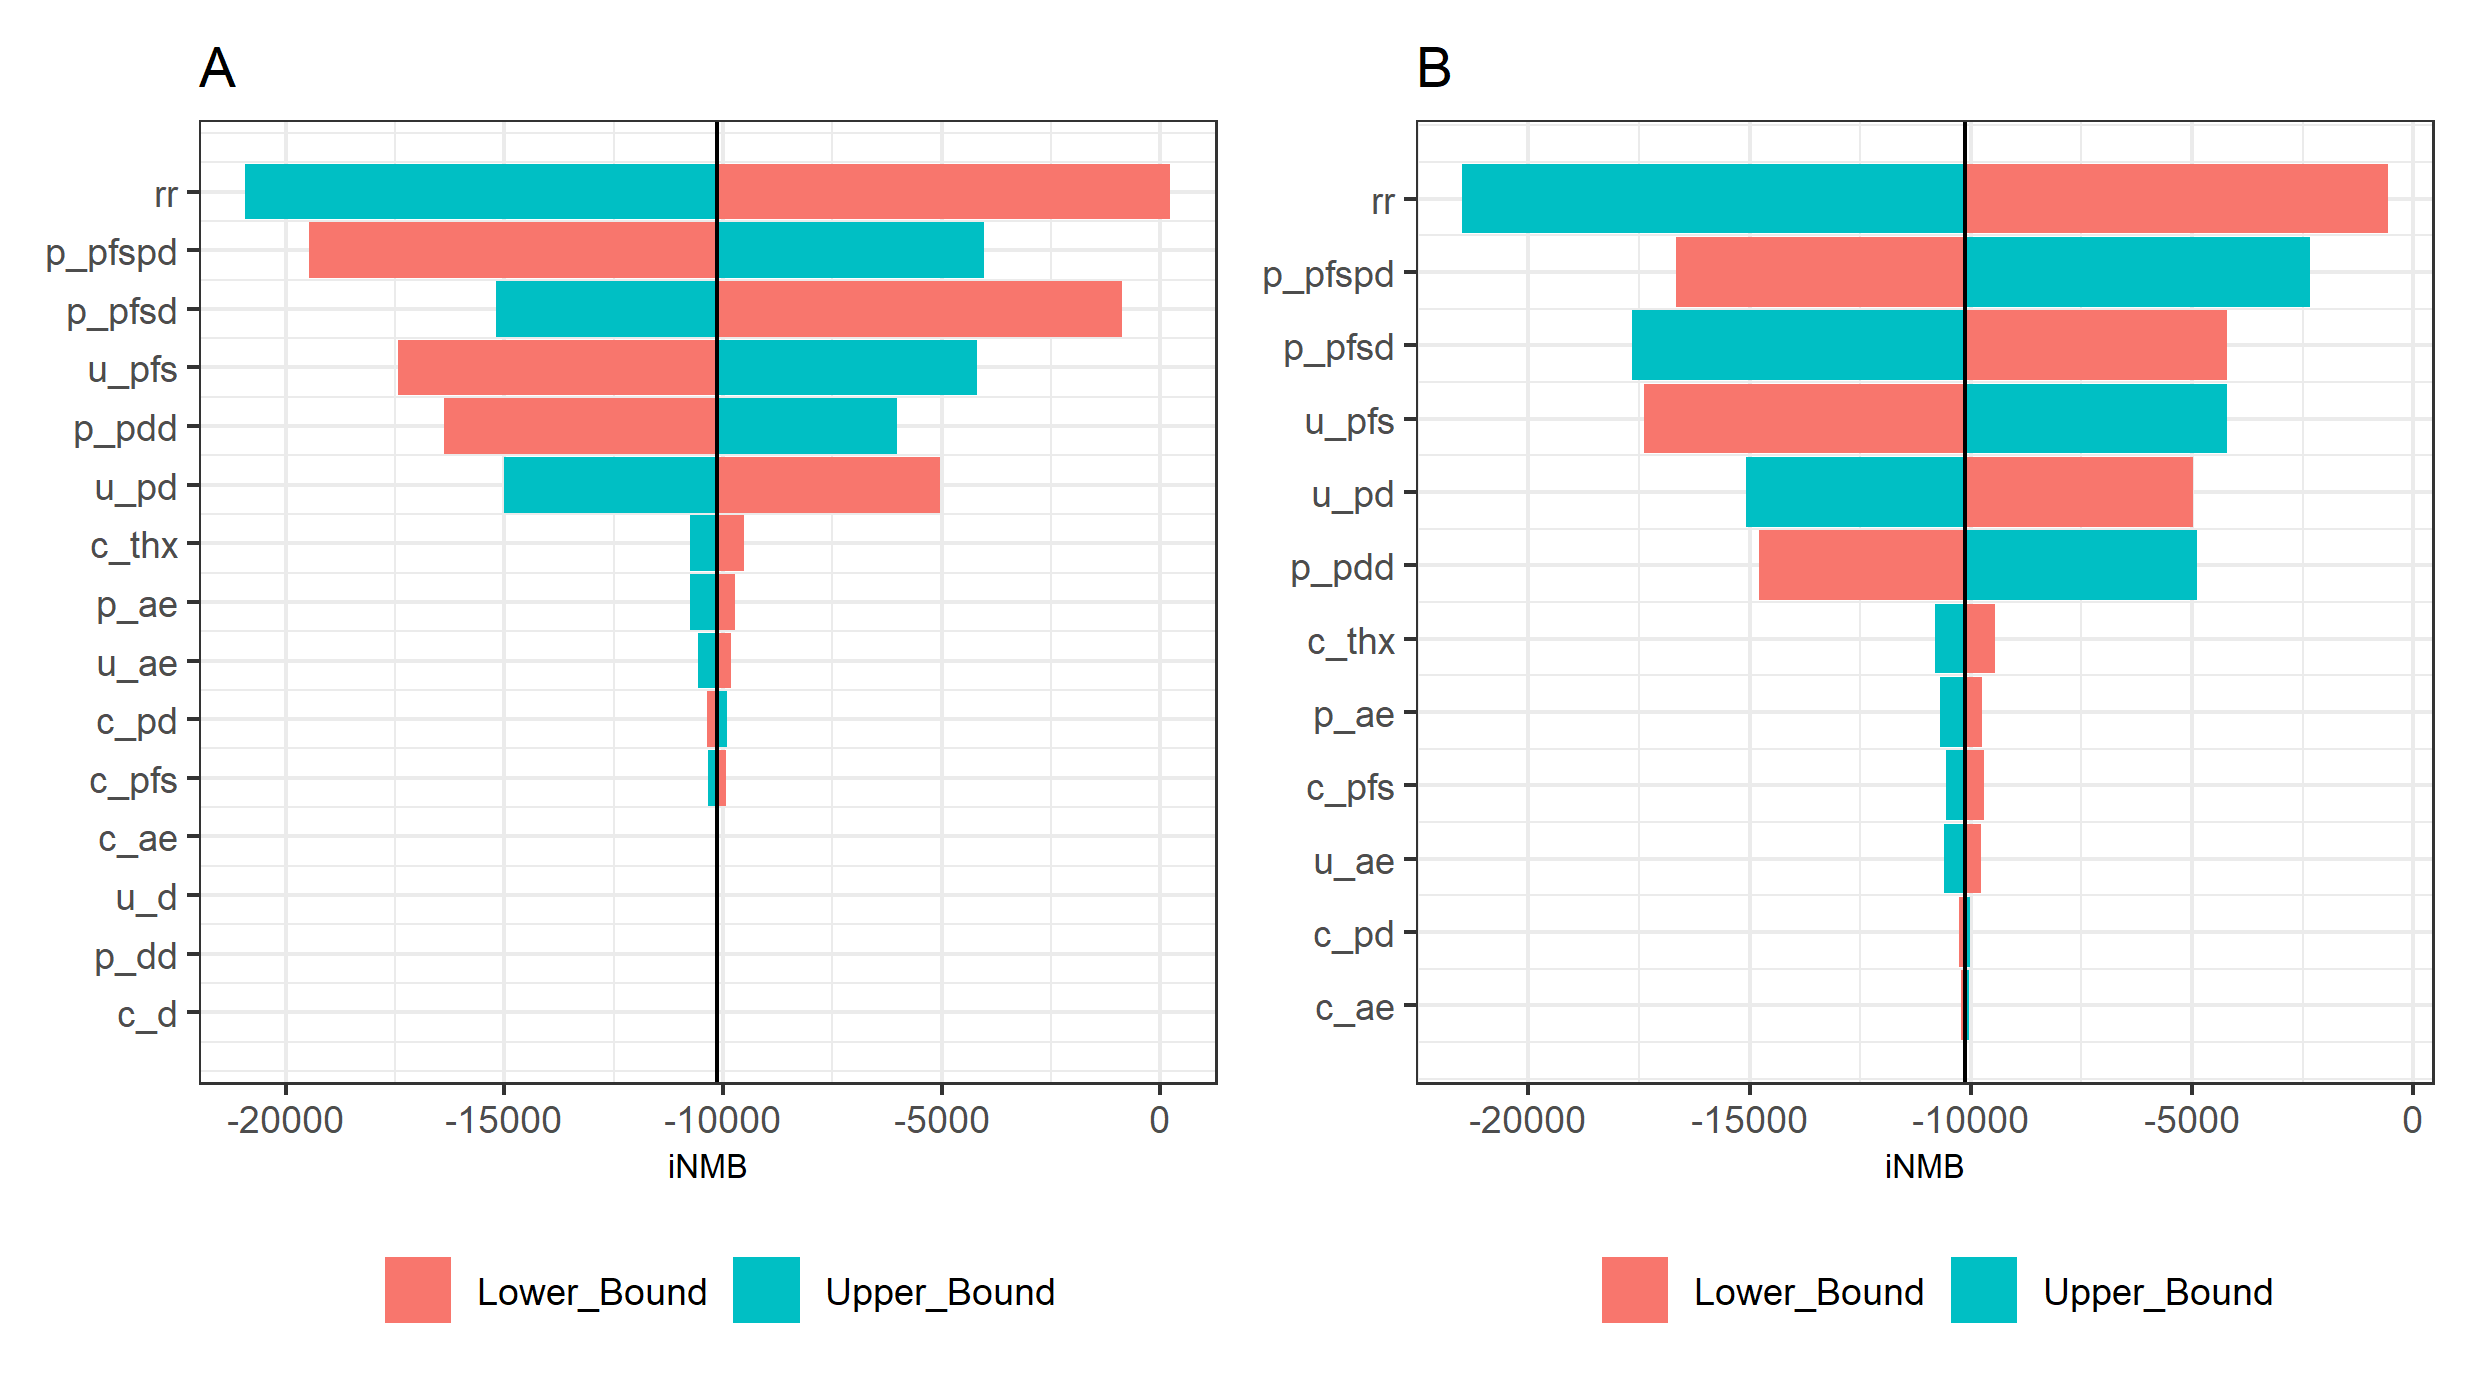 A
rr
p_pfspd
p_pfsd
u_pfs
p_pdd
u_pd
c_thx
p_ae
u_ae
c_pd
c_pfs
c_ae
u_d
p_dd
c_d
-20000 -15000 -10000 -5000 0
iNMB
Lower_Bound Upper_Bound
B
rr
p_pfspd
p_pfsd
u_pfs
u_pd
p_pdd
c_thx
p_ae
c_pfs
u_ae
c_pd
c_ae
-20000 -15000 -10000 -5000 0
iNMB
Lower_Bound Upper_Bound